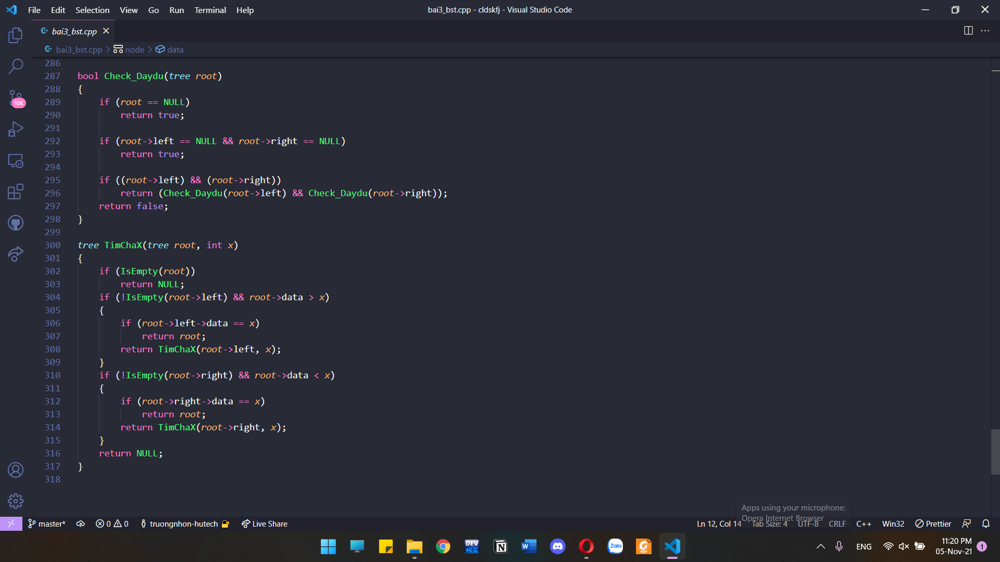 File Edit Selection View Go Run Terminal Help
bai3_bst.cpp - cldskfj - Visual Studio Code
bai3_bst.cpp
bai3_bst.cpp > node > data
10K
286
287 bool Check_Daydu(tree root)
288 {
289     if (root == NULL)
290         return true;
291
292     if (root->left == NULL && root->right == NULL)
293         return true;
294
295     if ((root->left) && (root->right))
296         return (Check_Daydu(root->left) && Check_Daydu(root->right));
297     return false;
298 }
299
300 tree TimChaX(tree root, int x)
301 {
302     if (IsEmpty(root))
303         return NULL;
304     if (!IsEmpty(root->left) && root->data > x)
305     {
306         if (root->left->data == x)
307             return root;
308         return TimChaX(root->left, x);
309     }
310     if (!IsEmpty(root->right) && root->data < x)
311     {
312         if (root->right->data == x)
313             return root;
314         return TimChaX(root->right, x);
315     }
316     return NULL;
317 }
318
Apps using your microphone:
Opera Internet Browser
master* 0 0 truongnhon-hutech Live Share Ln 12, Col 14 Tab Size: 4 UTF-8 CRLF C++ Win32 Prettier
DEV C++ N W Zalo PDF ENG
11:20 PM
05-Nov-21 1